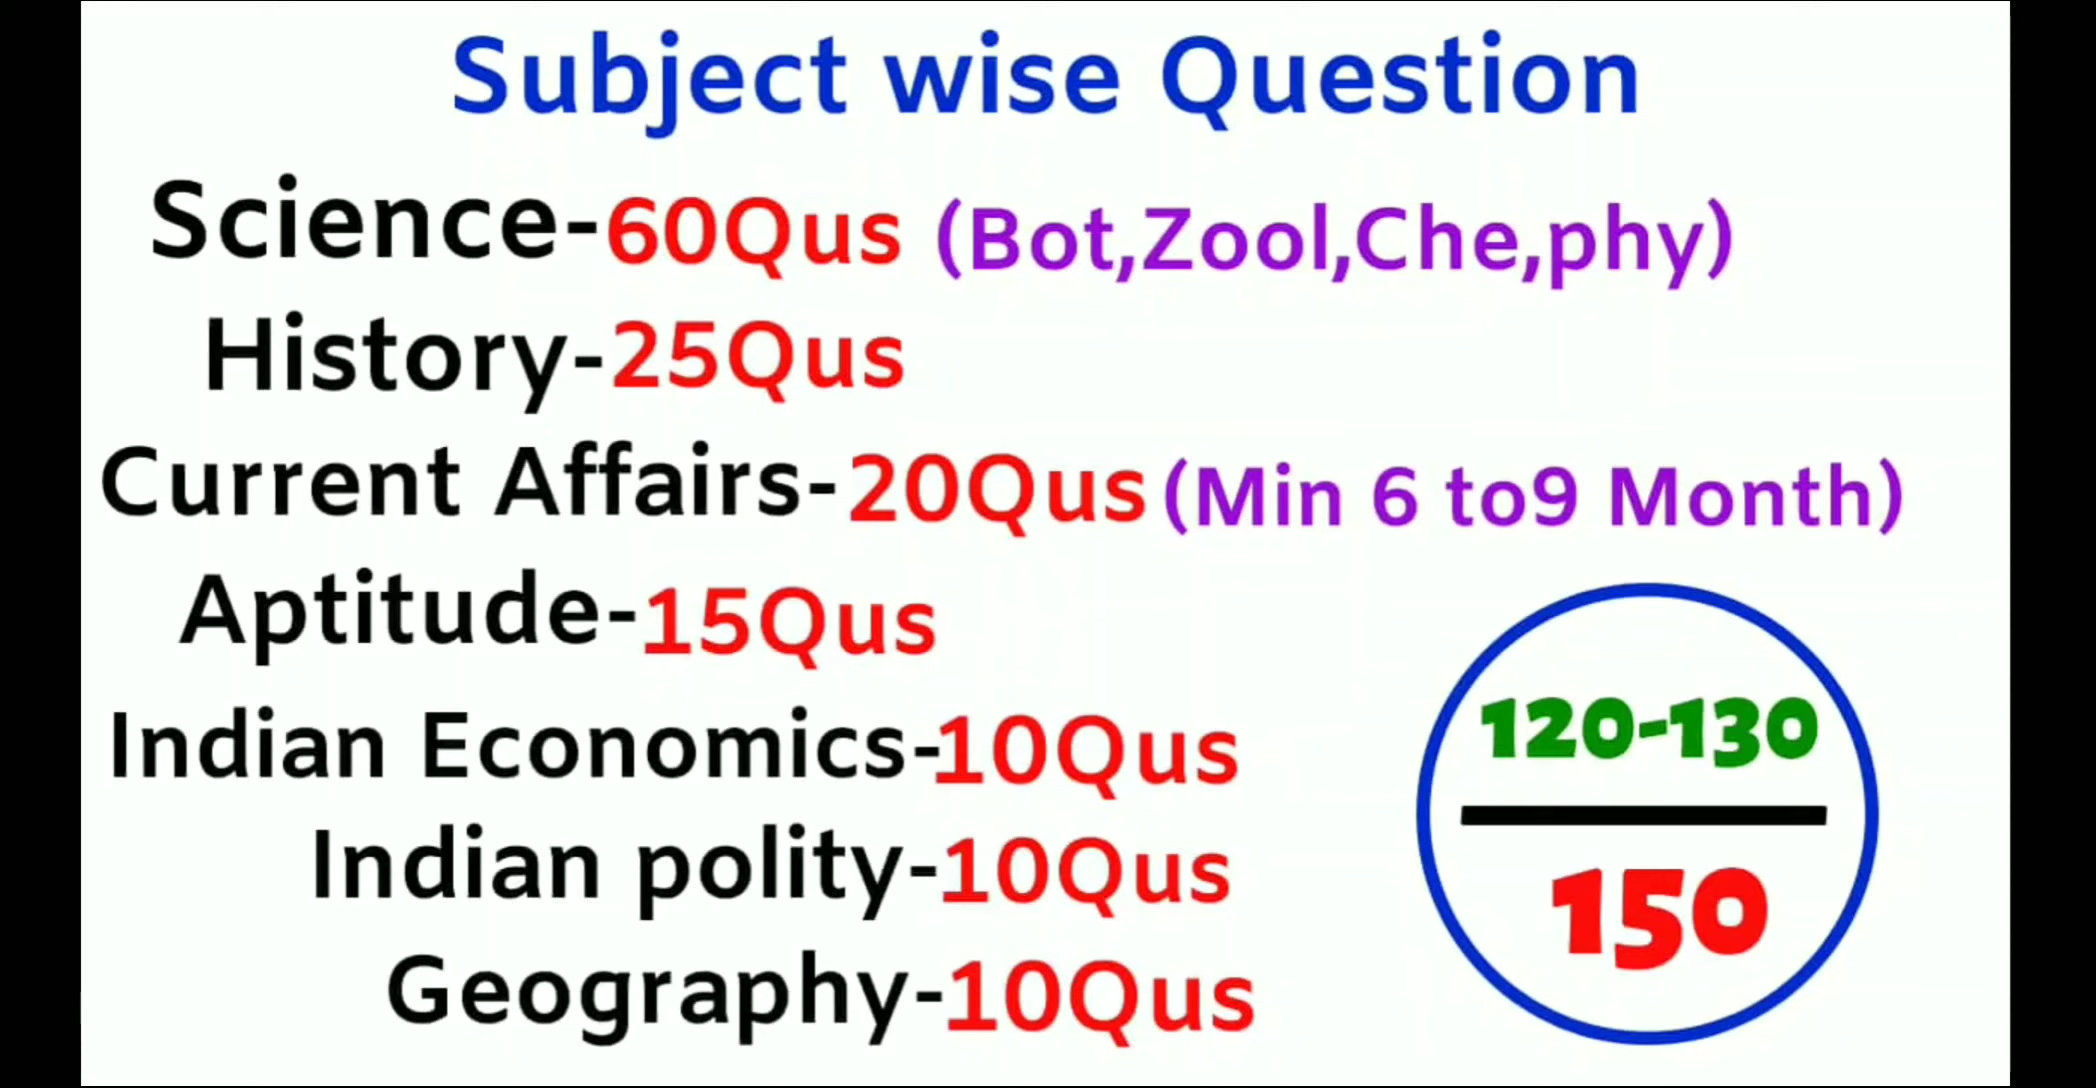 Subject wise Question
Science-60Qus (Bot,Zool,Che,phy)
History-25Qus
Current Affairs-20Qus(Min 6 to9 Month)
Aptitude-15Qus
Indian Economics-10Qus
Indian polity-10Qus
Geography-10Qus
120-130
150